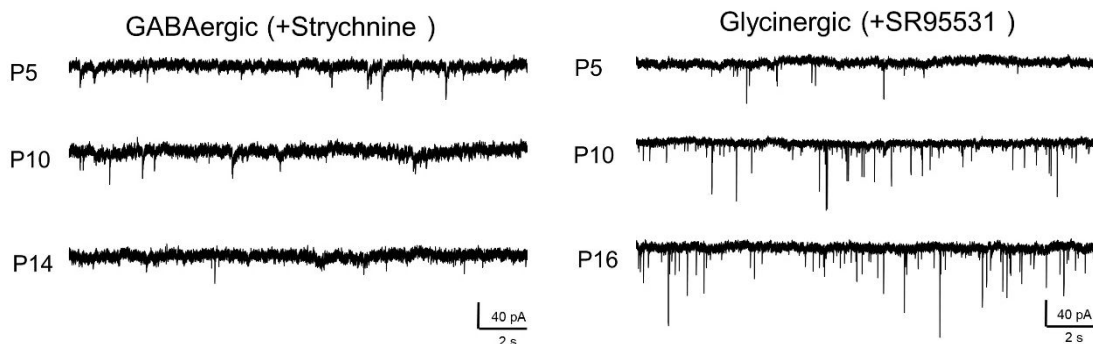 GABAergic (+Strychnine )
P5
P10
P14
40 pA
2 s
Glycinergic (+SR95531 )
P5
P10
P16
40 pA
2 s